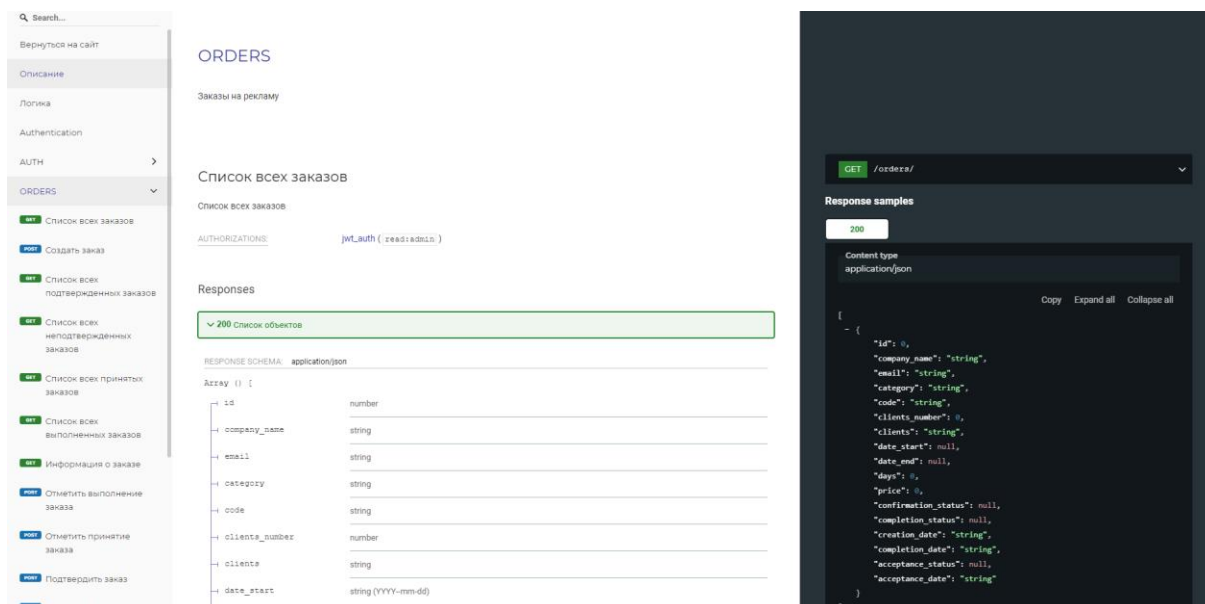 Search...
Вернуться на сайт
Описание
Логика
Authentication
AUTH
ORDERS
GET Список всех заказов
POST Создать заказ
GET Список всех
подтвержденных заказов
GET Список всех
неподтвержденных
заказов
GET Список всех принятых
заказов
GET Список всех
выполненных заказов
GET Информация о заказе
POST Отметить выполнение
заказа
POST Отметить принятие
заказа
POST Подтвердить заказ
ORDERS
Заказы на рекламу
Список всех заказов
Список всех заказов
AUTHORIZATIONS: jwt_auth ( read:admin )
Responses
200 Список объектов
RESPONSE SCHEMA: application/json
Array () [
id number
company_name string
email string
category string
code string
clients_number number
clients string
date_start string (YYYY-mm-dd)
GET /orders/
Response samples
200
Content type
application/json
Copy Expand all Collapse all
[
- {
"id": 0,
"company_name": "string",
"email": "string",
"category": "string",
"code": "string",
"clients_number": 0,
"clients": "string",
"date_start": null,
"date_end": null,
"days": 0,
"price": 0,
"confirmation_status": null,
"completion_status": null,
"creation_date": "string",
"completion_date": "string",
"acceptance_status": null,
"acceptance_date": "string"
}